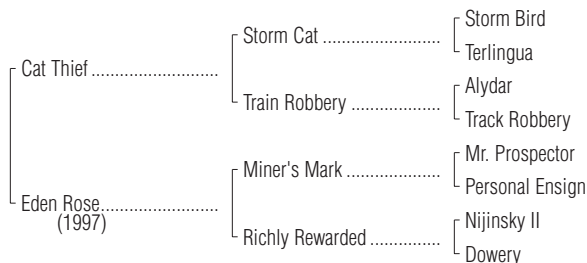 Storm Bird
Storm Cat ........................
Terlingua
Cat Thief ..........................
Alydar
Train Robbery ...................
Track Robbery
Mr. Prospector
Miner's Mark ...................
Personal Ensign
Eden Rose........................
(1997)
Nijinsky II
Richly Rewarded ..............
Dowery